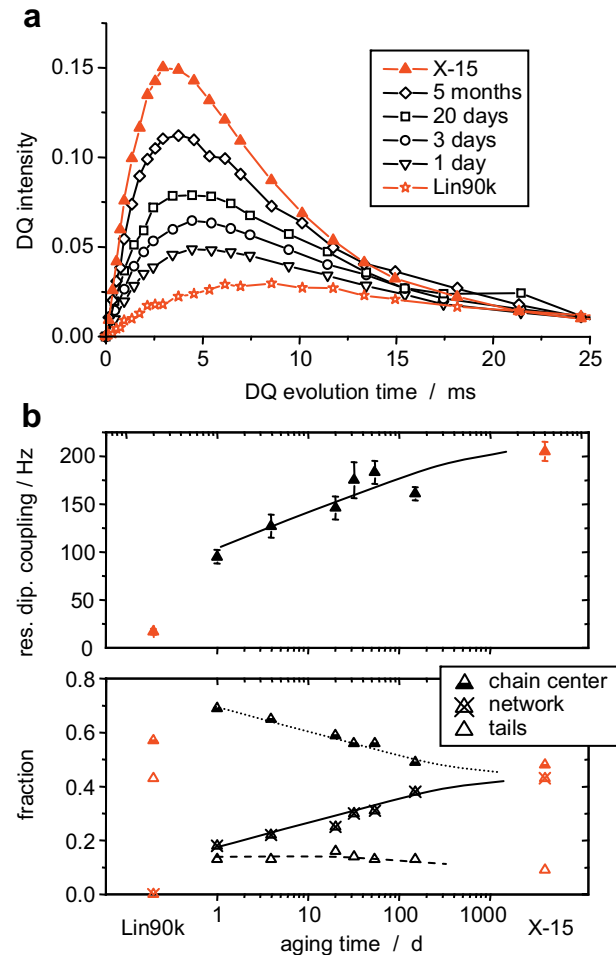 a
DQ intensity
0.15
0.10
0.05
0.00
X-15
5 months
20 days
3 days
1 day
Lin90k
0 5 10 15 20 25
DQ evolution time / ms
b
res. dip. coupling / Hz
200
150
100
50
0
chain center
network
tails
fraction
0.8
0.6
0.4
0.2
0.0
Lin90k 1 10 100 1000 X-15
aging time / d